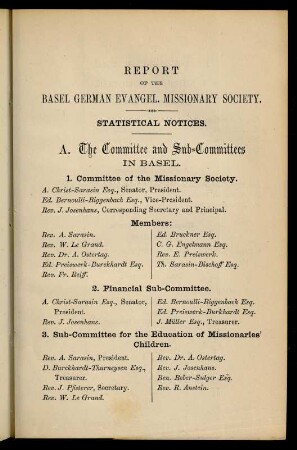 REPORT
OF THE
BASEL GERMAN EVANGEL. MISSIONARY SOCIETY.
STATISTICAL NOTICES.
A. The Committee and Sub-Committees
IN BASEL.
1. Committee of the Missionary Society.
A. Christ-Sarasin Esq., Senator, President.
Ed. Bernoulli-Riggenbach Esq., Vice-President.
Rev. J. Josenhans, Corresponding Secretary and Principal.
Members:
Rev. A. Sarasin.
Rev. W. Le Grand.
Rev. Dr. A. Ostertag.
Ed. Preiswerk-Burckhardt Esq.
Rev. Fr. Reiff.
Ed. Bruckner Esq.
C. G. Engelmann Esq.
Rev. E. Preiswerk.
Th. Sarasin-Bischoff Esq.
2. Financial Sub-Committee.
A. Christ-Sarasin Esq., Senator,
President.
Rev. J. Josenhans.
Ed. Bernoulli-Riggenbach Esq.
Ed. Preiswerk-Burkhardt Esq.
J. Müller Esq., Treasurer.
3. Sub-Committee for the Education of Missionaries'
Children.
Rev. A. Sarasin, President.
D. Burckhardt-Thurneysen Esq.,
Treasurer.
Rev. J. Pfisterer, Secretary.
Rev. W. Le Grand.
Rev. Dr. A. Ostertag.
Rev. J. Josenhans.
Ben. Reber-Sulger Esq.
Rev. R. Anstein.